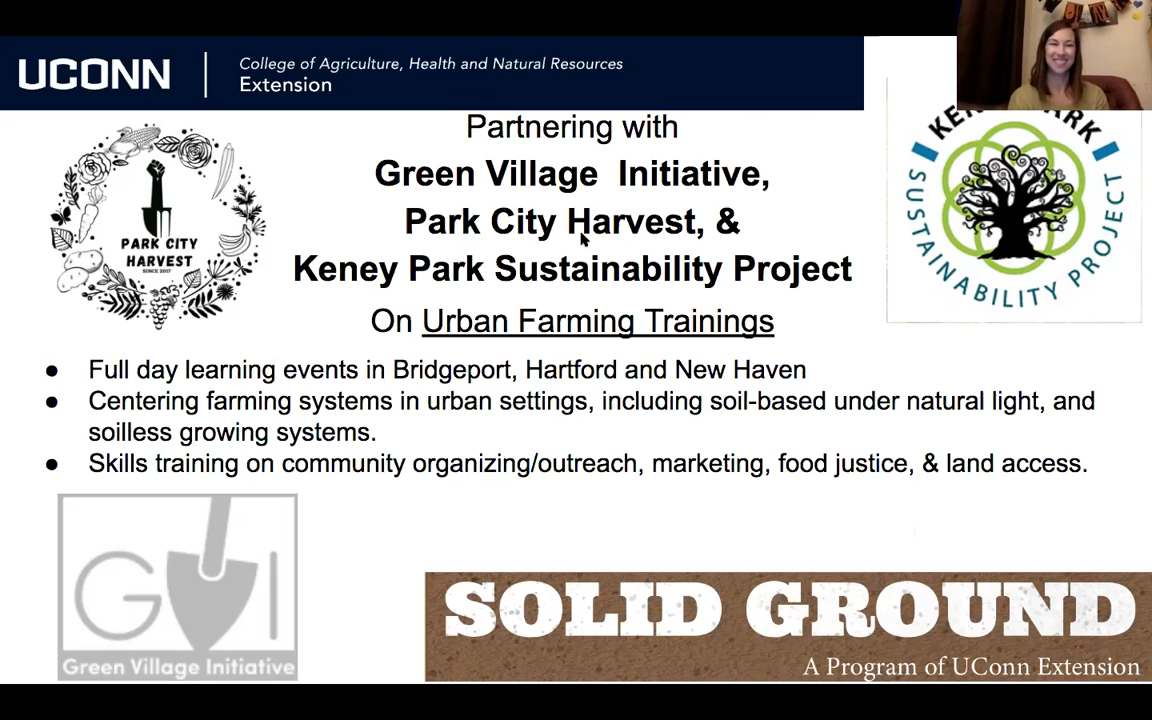 UCONN
College of Agriculture, Health and Natural Resources
Extension
Partnering with
Green Village Initiative,
Park City Harvest, &
Keney Park Sustainability Project
On Urban Farming Trainings
PARK CITY
HARVEST
SINCE 2017
SUSTAINABILITY PROJECT
● Full day learning events in Bridgeport, Hartford and New Haven
● Centering farming systems in urban settings, including soil-based under natural light, and
soilless growing systems.
● Skills training on community organizing/outreach, marketing, food justice, & land access.
GVI
Green Village Initiative
SOLID GROUND
A Program of UConn Extension